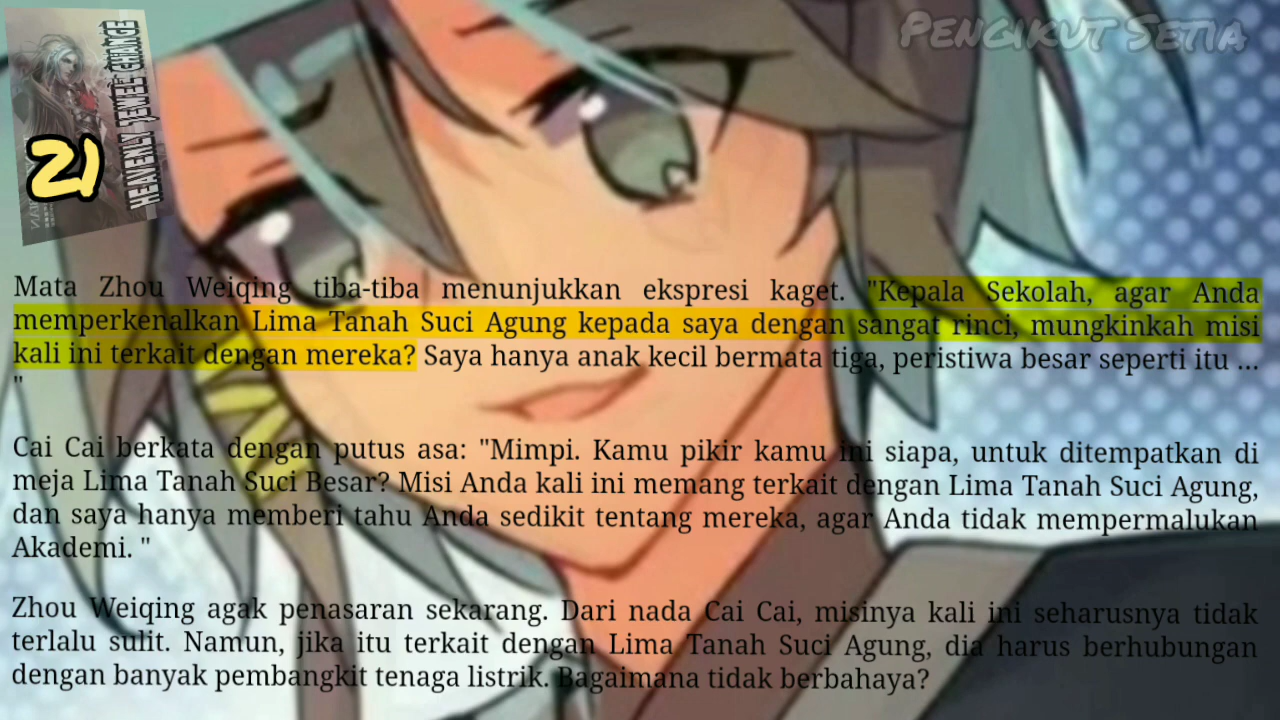 PENGIKUT SETIA
HEAVENLY JEWEL CHANGE
21
Mata Zhou Weiqing tiba-tiba menunjukkan ekspresi kaget. "Kepala Sekolah, agar Anda
memperkenalkan Lima Tanah Suci Agung kepada saya dengan sangat rinci, mungkinkah misi
kali ini terkait dengan mereka? Saya hanya anak kecil bermata tiga, peristiwa besar seperti itu ...
"
Cai Cai berkata dengan putus asa: "Mimpi. Kamu pikir kamu ini siapa, untuk ditempatkan di
meja Lima Tanah Suci Besar? Misi Anda kali ini memang terkait dengan Lima Tanah Suci Agung,
dan saya hanya memberi tahu Anda sedikit tentang mereka, agar Anda tidak mempermalukan
Akademi. "
Zhou Weiqing agak penasaran sekarang. Dari nada Cai Cai, misinya kali ini seharusnya tidak
terlalu sulit. Namun, jika itu terkait dengan Lima Tanah Suci Agung, dia harus berhubungan
dengan banyak pembangkit tenaga listrik. Bagaimana tidak berbahaya?